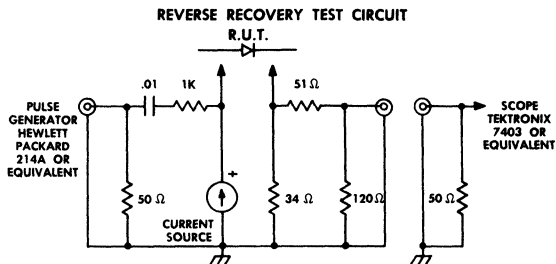 REVERSE RECOVERY TEST CIRCUIT
R.U.T.
.01
1K
51 Ω
PULSE
GENERATOR
HEWLETT
PACKARD
214A OR
EQUIVALENT
SCOPE
TEKTRONIX
7403 OR
EQUIVALENT
50 Ω
+
CURRENT
SOURCE
34 Ω
120Ω
50 Ω